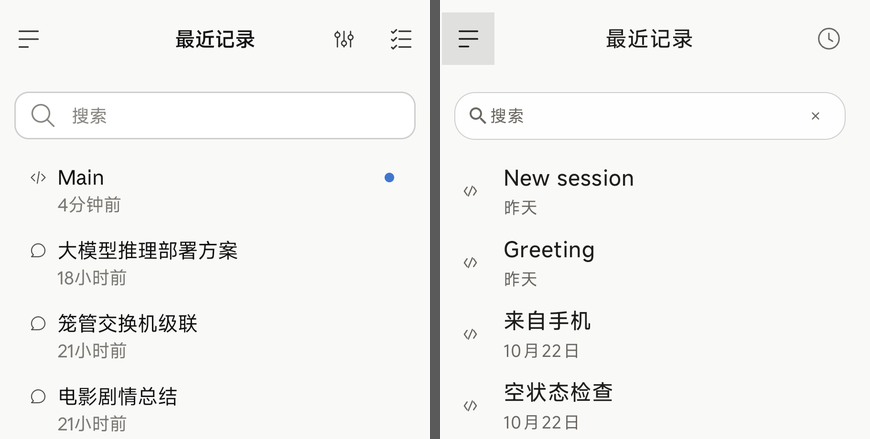 最近记录
搜索
Main
4分钟前
大模型推理部署方案
18小时前
笼管交换机级联
21小时前
电影剧情总结
21小时前
最近记录
搜索
New session
昨天
Greeting
昨天
来自手机
10月22日
空状态检查
10月22日